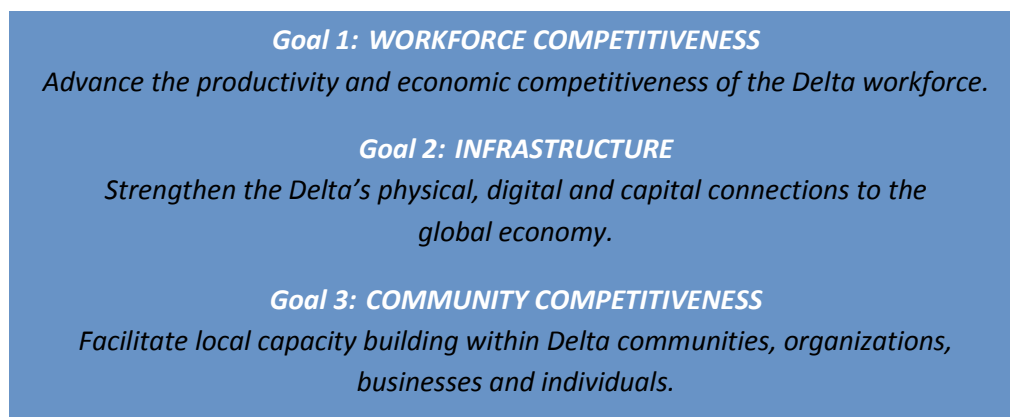 Goal 1: WORKFORCE COMPETITIVENESS
Advance the productivity and economic competitiveness of the Delta workforce.
Goal 2: INFRASTRUCTURE
Strengthen the Delta’s physical, digital and capital connections to the
global economy.
Goal 3: COMMUNITY COMPETITIVENESS
Facilitate local capacity building within Delta communities, organizations,
businesses and individuals.